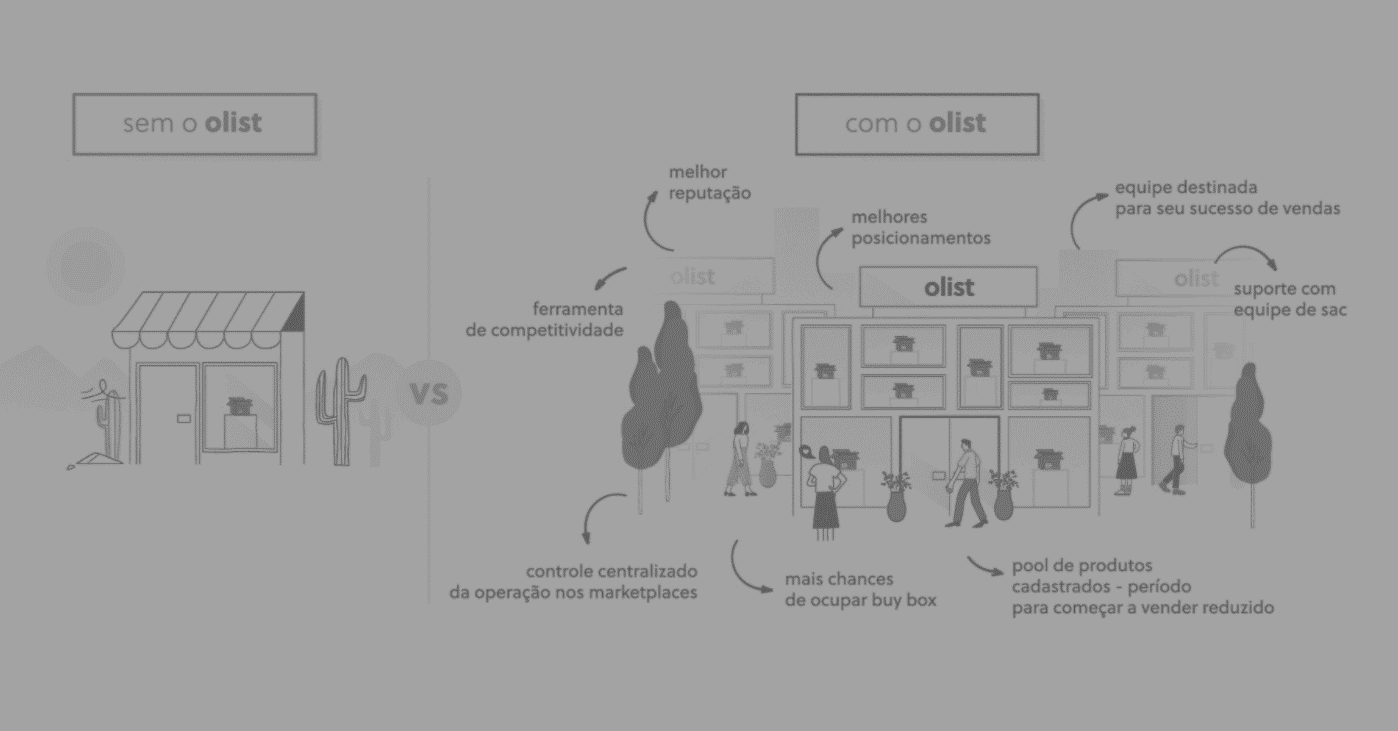 sem o olist
com o olist
melhor
reputação
melhores
posicionamentos
equipe destinada
para seu sucesso de vendas
olist
olist
olist
suporte com
equipe de sac
ferramenta
de competitividade
vs
controle centralizado
da operação nos marketplaces
mais chances
de ocupar buy box
pool de produtos
cadastrados - período
para começar a vender reduzido